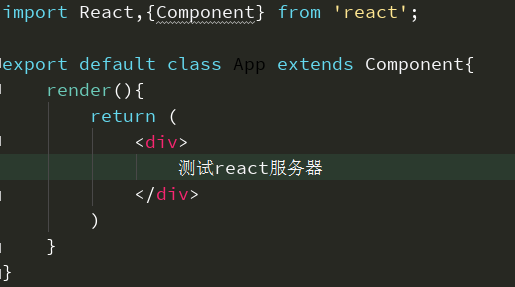 import React,{Component} from 'react';
export default class App extends Component{
render(){
return (
<div>
测试react服务器
</div>
)
}
}